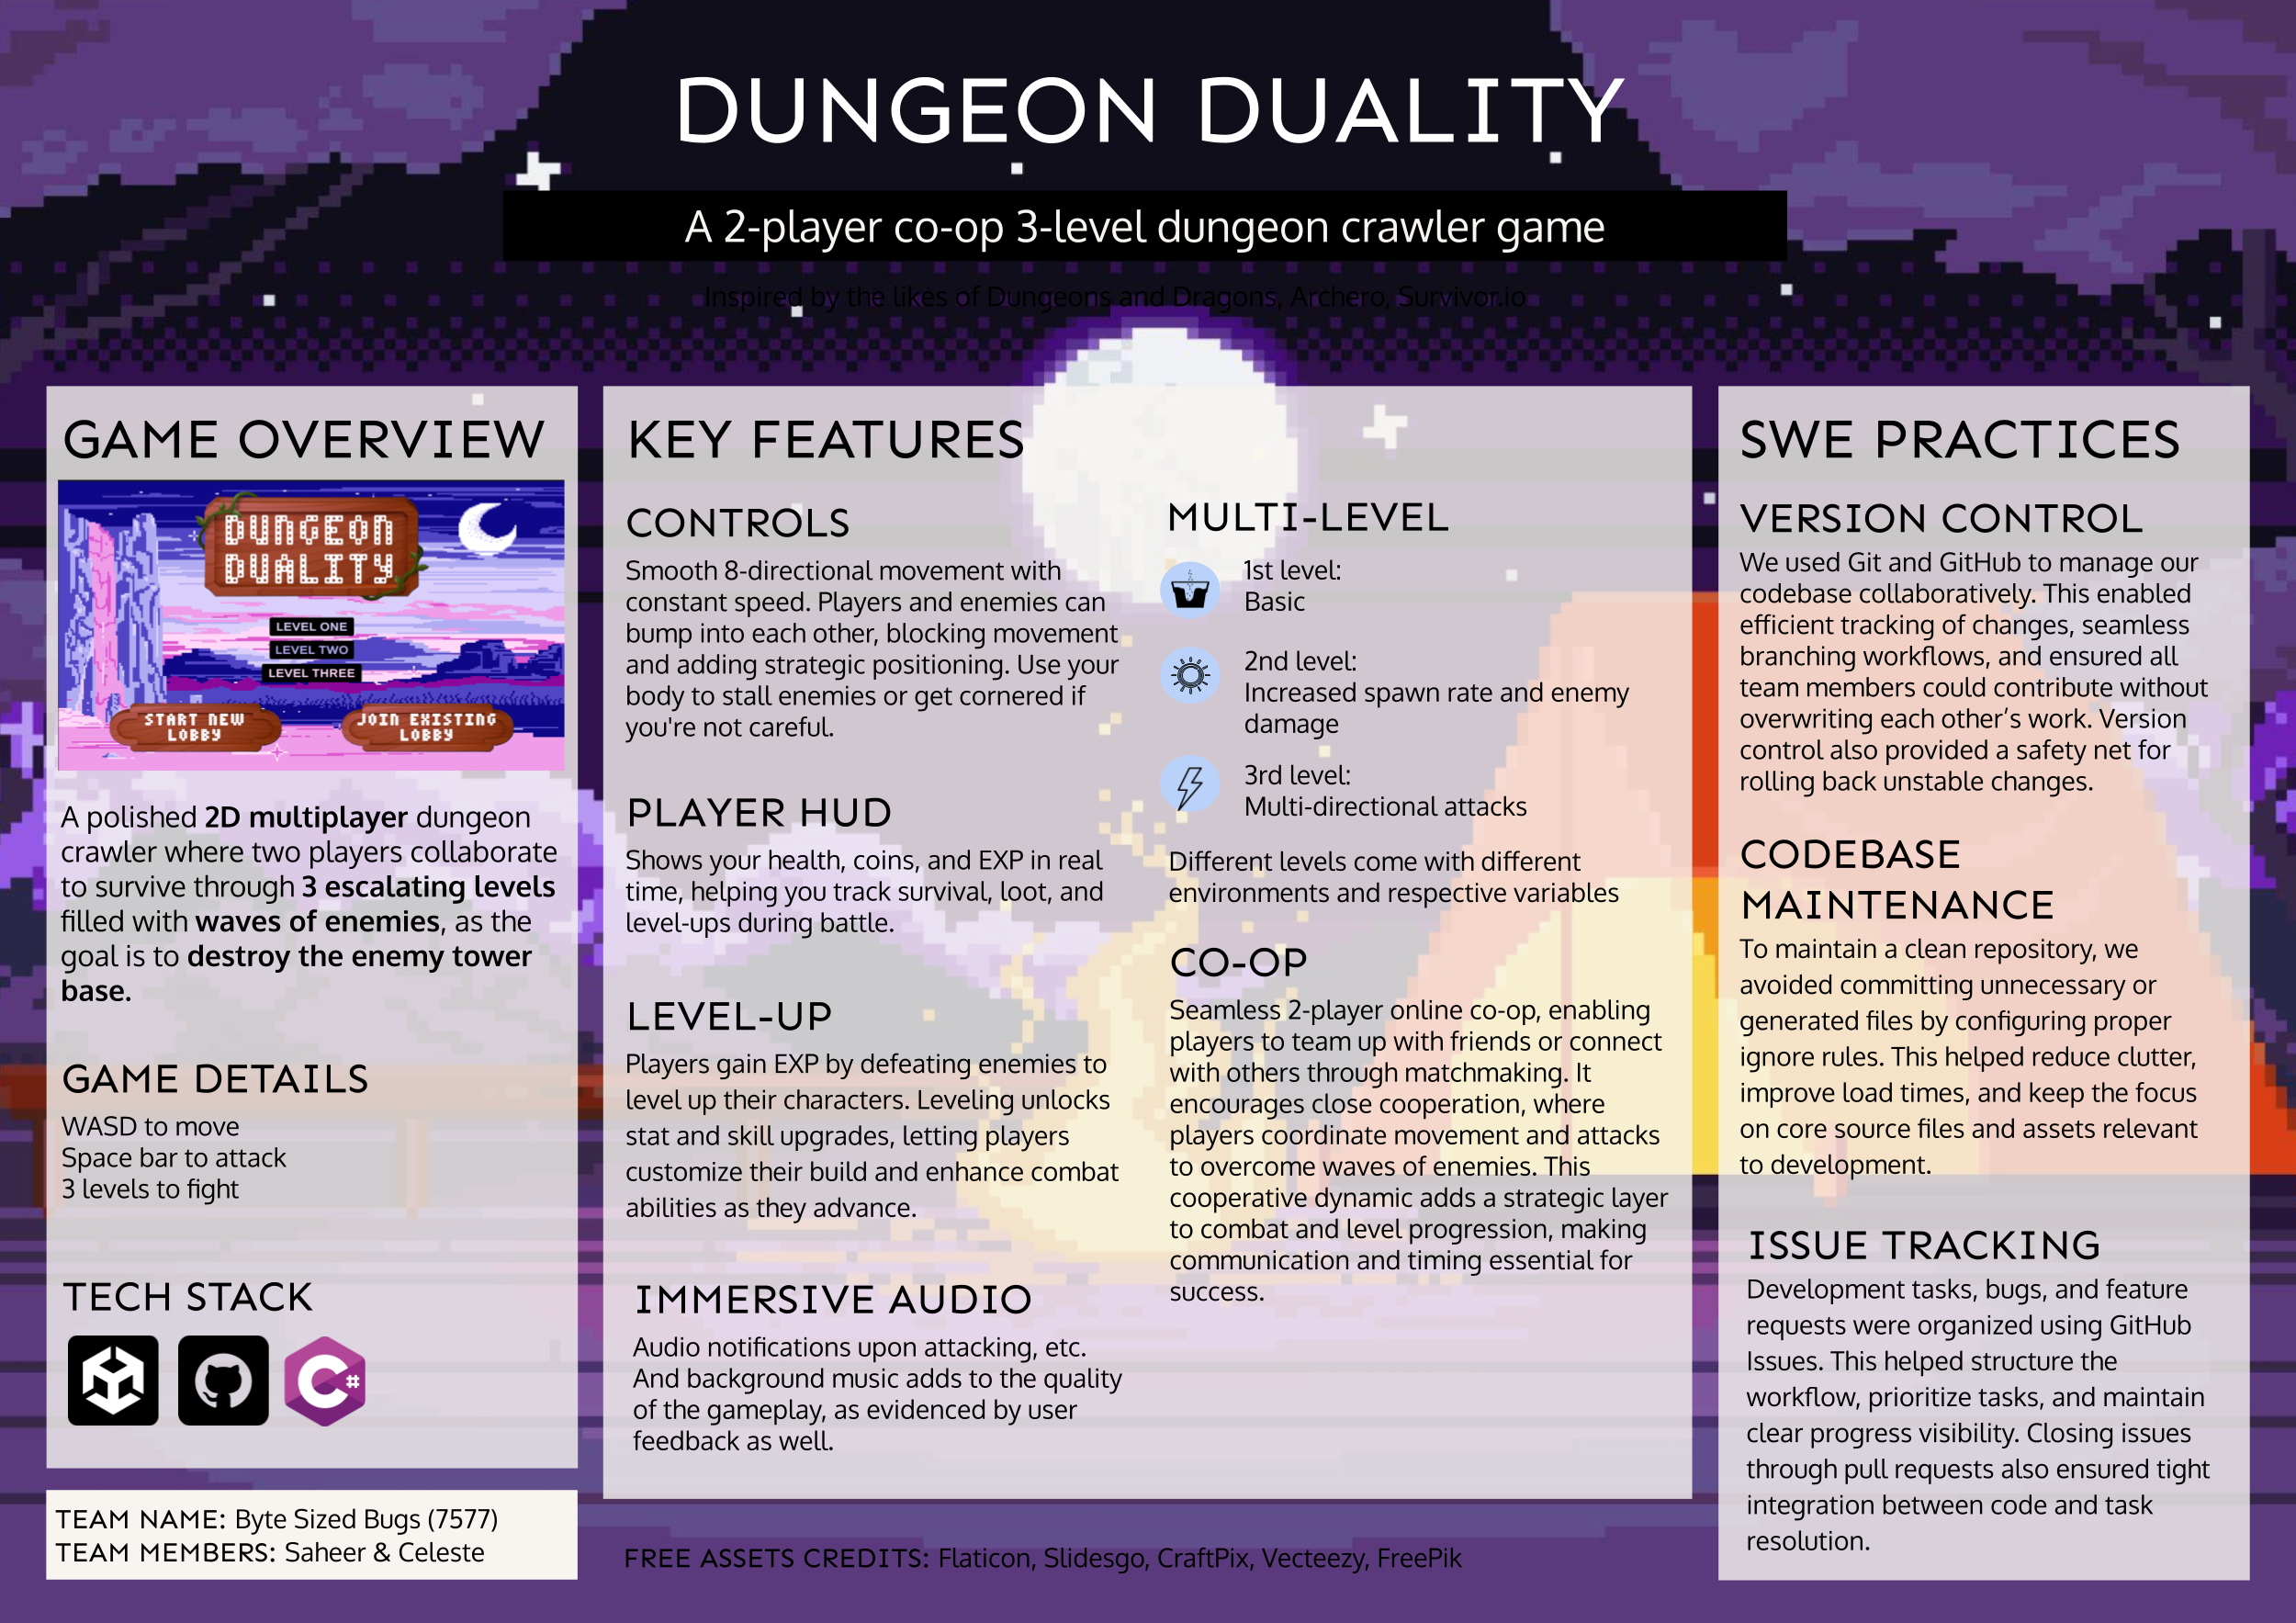 DUNGEON DUALITY
A 2-player co-op 3-level dungeon crawler game
Inspired by the likes of Dungeons and Dragons, Archero, Survivor.io
GAME OVERVIEW
DUNGEON
DUALITY
LEVEL ONE
LEVEL TWO
LEVEL THREE
START NEW
LOBBY
JOIN EXISTING
LOBBY
A polished 2D multiplayer dungeon
crawler where two players collaborate
to survive through 3 escalating levels
filled with waves of enemies, as the
goal is to destroy the enemy tower
base.
GAME DETAILS
WASD to move
Space bar to attack
3 levels to fight
TECH STACK
C#
TEAM NAME: Byte Sized Bugs (7577)
TEAM MEMBERS: Saheer & Celeste
KEY FEATURES
CONTROLS
Smooth 8-directional movement with
constant speed. Players and enemies can
bump into each other, blocking movement
and adding strategic positioning. Use your
body to stall enemies or get cornered if
you're not careful.
PLAYER HUD
Shows your health, coins, and EXP in real
time, helping you track survival, loot, and
level-ups during battle.
LEVEL-UP
Players gain EXP by defeating enemies to
level up their characters. Leveling unlocks
stat and skill upgrades, letting players
customize their build and enhance combat
abilities as they advance.
IMMERSIVE AUDIO
Audio notifications upon attacking, etc.
And background music adds to the quality
of the gameplay, as evidenced by user
feedback as well.
MULTI-LEVEL
1st level:
Basic
2nd level:
Increased spawn rate and enemy
damage
3rd level:
Multi-directional attacks
Different levels come with different
environments and respective variables
CO-OP
Seamless 2-player online co-op, enabling
players to team up with friends or connect
with others through matchmaking. It
encourages close cooperation, where
players coordinate movement and attacks
to overcome waves of enemies. This
cooperative dynamic adds a strategic layer
to combat and level progression, making
communication and timing essential for
success.
FREE ASSETS CREDITS: Flaticon, Slidesgo, CraftPix, Vecteezy, FreePik
SWE PRACTICES
VERSION CONTROL
We used Git and GitHub to manage our
codebase collaboratively. This enabled
efficient tracking of changes, seamless
branching workflows, and ensured all
team members could contribute without
overwriting each other’s work. Version
control also provided a safety net for
rolling back unstable changes.
CODEBASE
MAINTENANCE
To maintain a clean repository, we
avoided committing unnecessary or
generated files by configuring proper
ignore rules. This helped reduce clutter,
improve load times, and keep the focus
on core source files and assets relevant
to development.
ISSUE TRACKING
Development tasks, bugs, and feature
requests were organized using GitHub
Issues. This helped structure the
workflow, prioritize tasks, and maintain
clear progress visibility. Closing issues
through pull requests also ensured tight
integration between code and task
resolution.